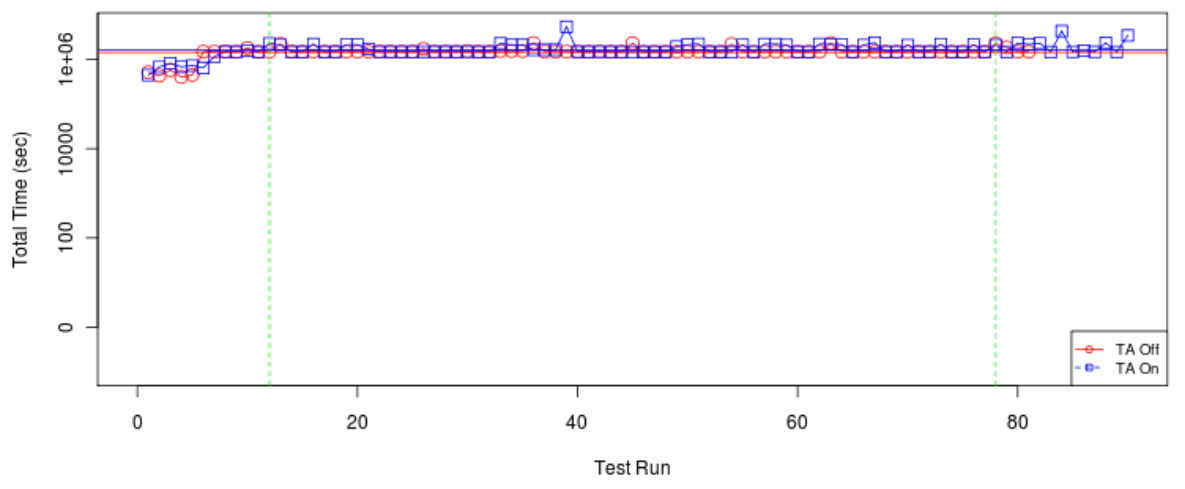 Total Time (sec)
1e+06
10000
100
0
0 20 40 60 80
Test Run
TA Off
TA On